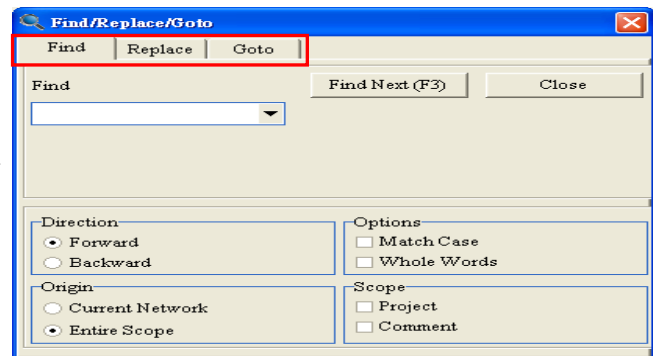 Find/Replace/Goto
Find Replace Goto
Find Find Next (F3) Close
Direction Options
Forward Match Case
Backward Whole Words
Origin Scope
Current Network Project
Entire Scope Comment